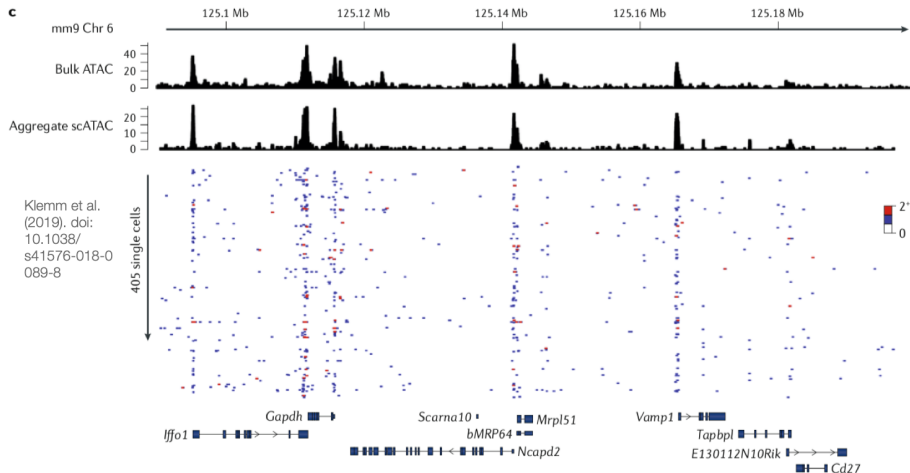 c
125.1 Mb 125.12 Mb 125.14 Mb 125.16 Mb 125.18 Mb
mm9 Chr 6
Bulk ATAC
40
20
0
Aggregate scATAC
20
10
0
405 single cells
Klemm et al.
(2019). doi:
10.1038/
s41576-018-0
089-8
2+
0
Gapdh
Scarna10
Mrpl51
Vamp1
Iffo1
bMRP64
Tapbpl
Ncapd2
E130112N10Rik
Cd27